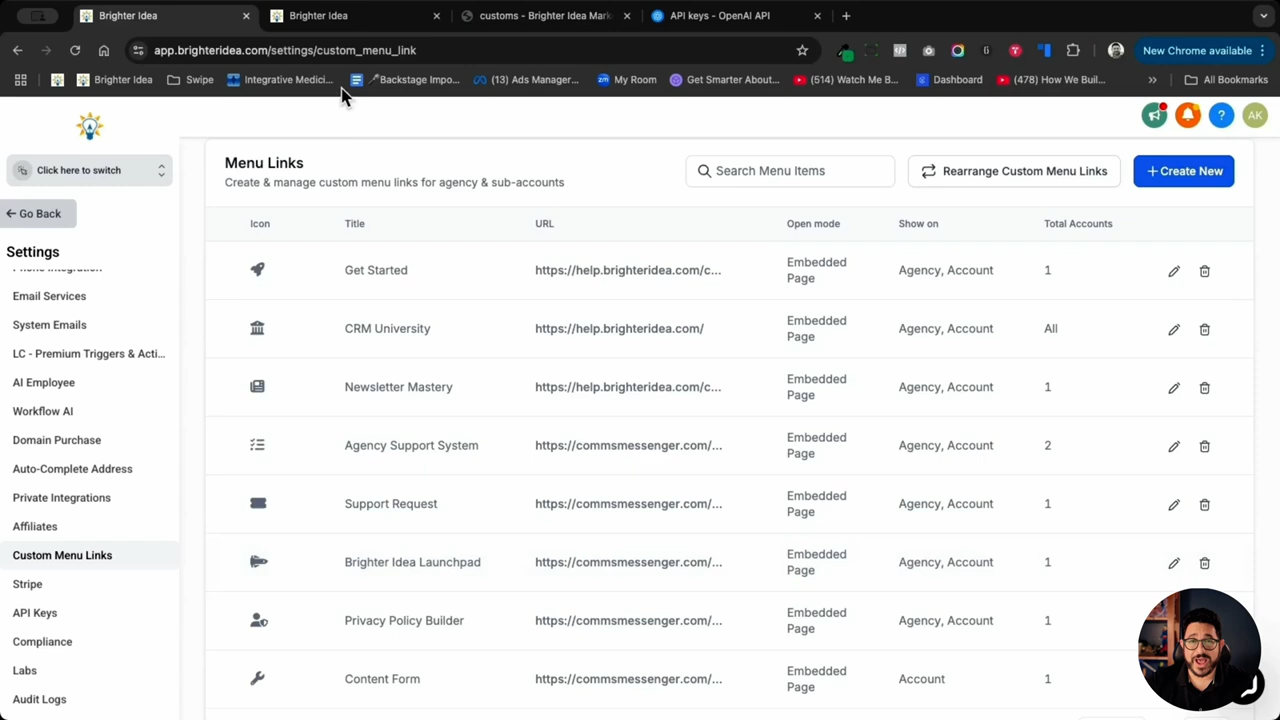 Brighter Idea
Brighter Idea
customs - Brighter Idea Mark
API keys - OpenAI API
app.brighteridea.com/settings/custom_menu_link
New Chrome available
Brighter Idea
Swipe
Integrative Medici...
Backstage Impo...
(13) Ads Manager...
My Room
Get Smarter About...
(514) Watch Me B...
Dashboard
(478) How We Buil...
All Bookmarks
AK
Click here to switch
Go Back
Settings
Phone Integration
Email Services
System Emails
LC - Premium Triggers & Acti...
AI Employee
Workflow AI
Domain Purchase
Auto-Complete Address
Private Integrations
Affiliates
Custom Menu Links
Stripe
API Keys
Compliance
Labs
Audit Logs
Menu Links
Create & manage custom menu links for agency & sub-accounts
Search Menu Items
Rearrange Custom Menu Links
+ Create New
Icon Title URL Open mode Show on Total Accounts
Get Started https://help.brighteridea.com/c... Embedded Page Agency, Account 1
CRM University https://help.brighteridea.com/ Embedded Page Agency, Account All
Newsletter Mastery https://help.brighteridea.com/c... Embedded Page Agency, Account 1
Agency Support System https://commsmessenger.com/... Embedded Page Agency, Account 2
Support Request https://commsmessenger.com/... Embedded Page Agency, Account 1
Brighter Idea Launchpad https://commsmessenger.com/... Embedded Page Agency, Account 1
Privacy Policy Builder https://commsmessenger.com/... Embedded Page Agency, Account 1
Content Form https://commsmessenger.com/... Embedded Page Account 1